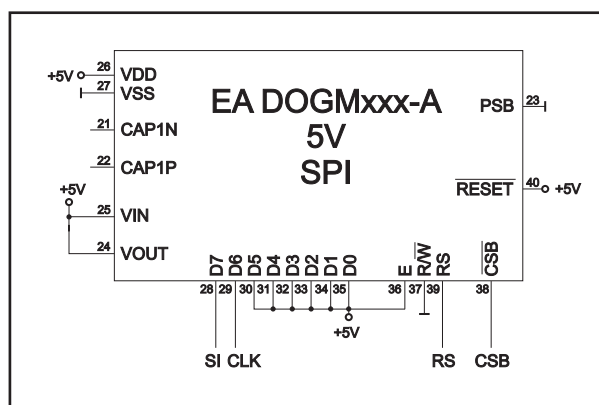 EA DOGMxxx-A
5V
SPI
+5V 26 VDD
27 VSS
21 CAP1N
22 CAP1P
+5V
25 VIN
24 VOUT
PSB 23
RESET 40 +5V
D7 D6 D5 D4 D3 D2 D1 D0 E R/W RS CSB
28 29 30 31 32 33 34 35 36 37 39 38
+5V
SI CLK RS CSB